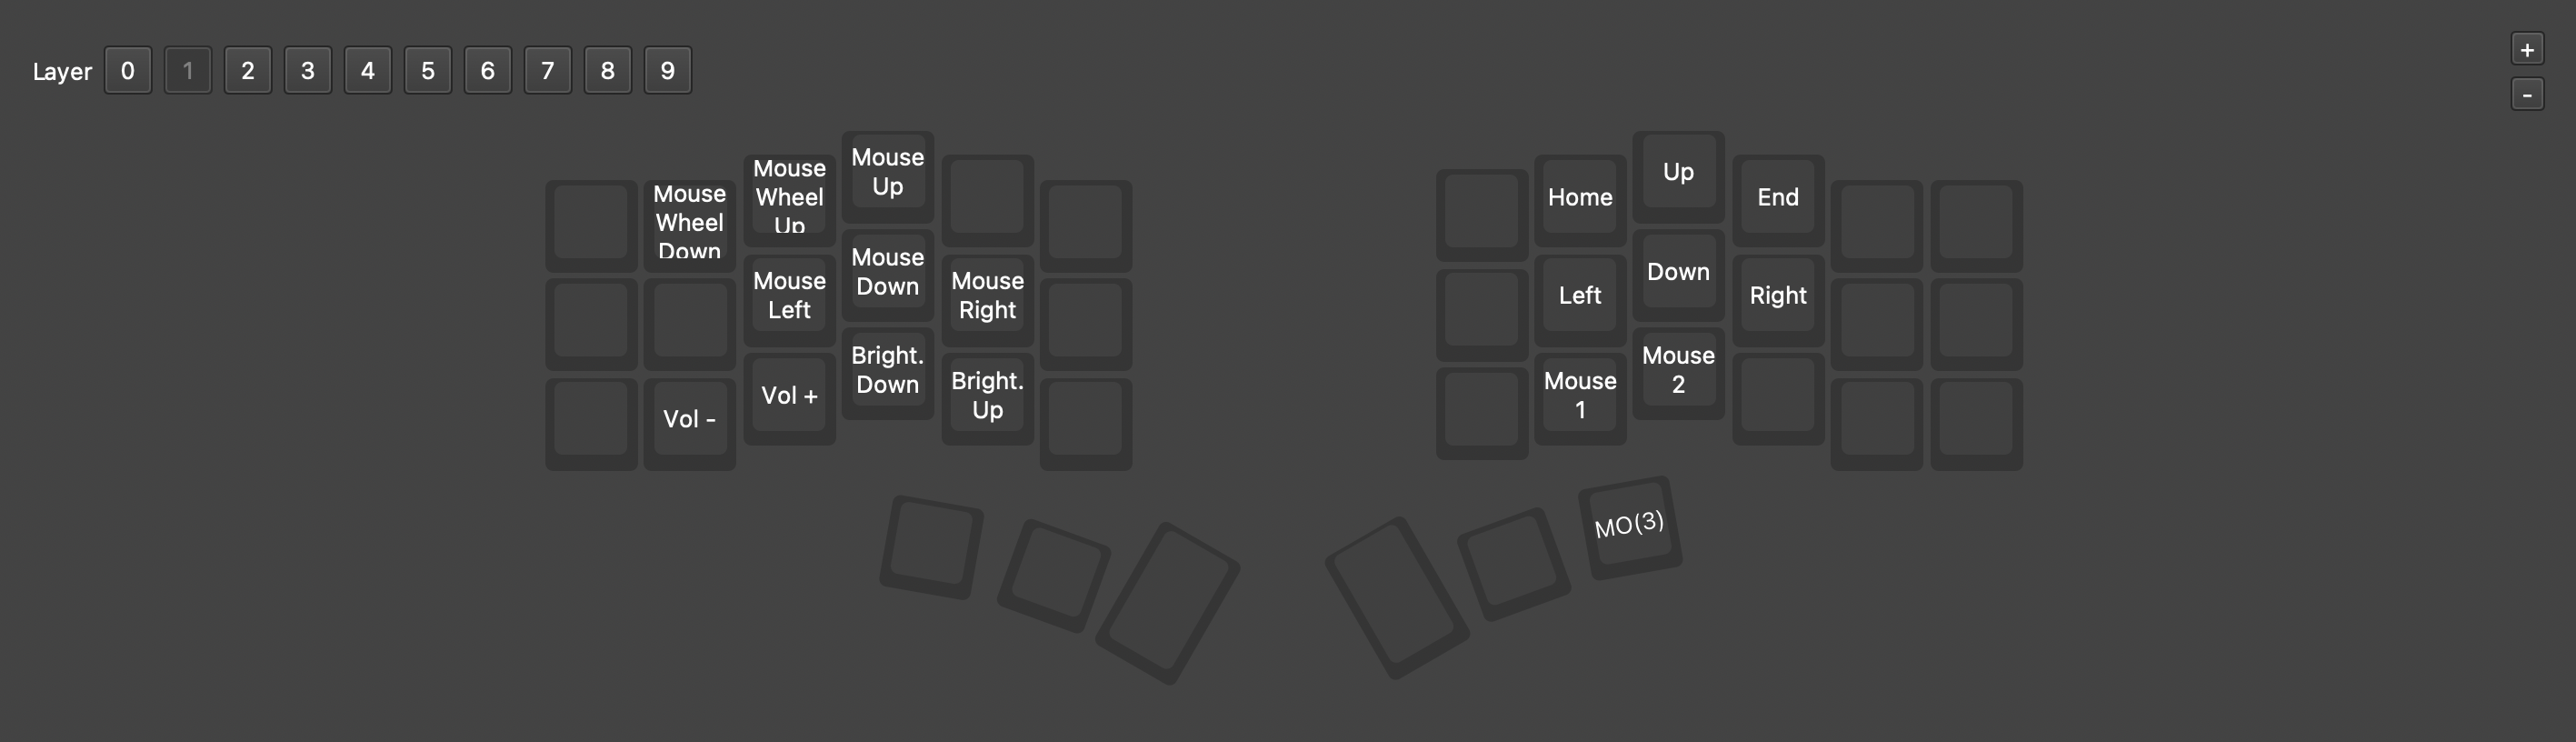 Layer 0 1 2 3 4 5 6 7 8 9
+
-
Mouse
Wheel
Down
Mouse
Wheel
Up
Mouse
Up
Mouse
Left
Mouse
Down
Mouse
Right
Vol -
Vol +
Bright.
Down
Bright.
Up
Home
Up
End
Left
Down
Right
Mouse
1
Mouse
2
MO(3)